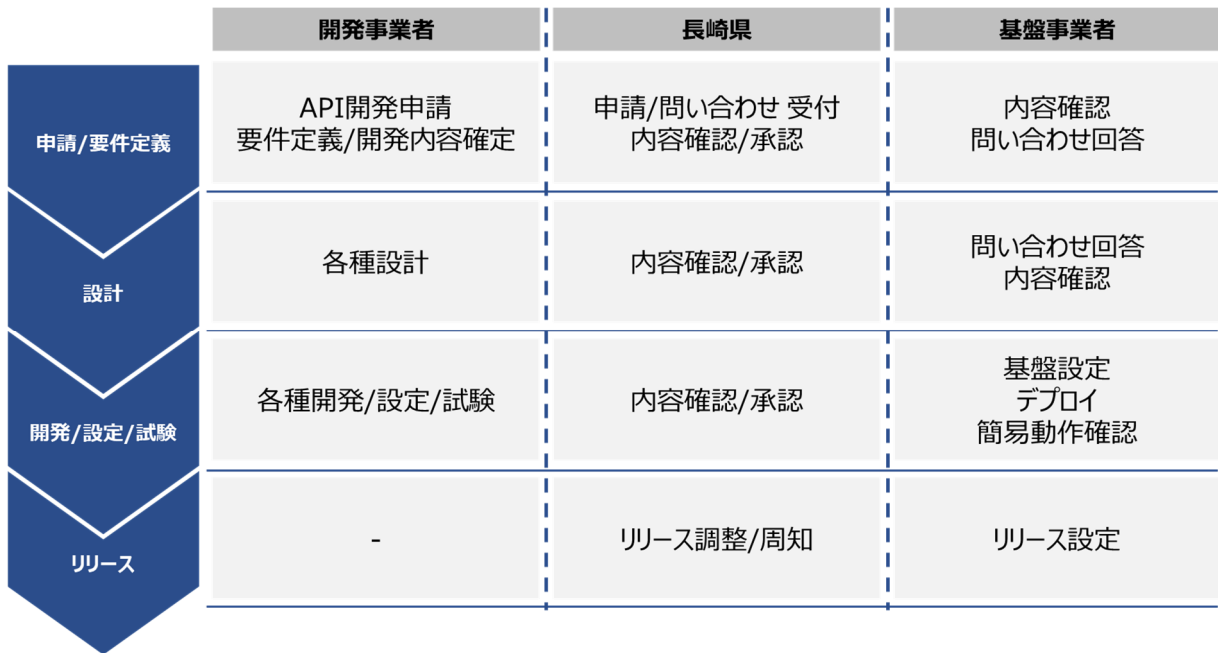 開発事業者
長崎県
基盤事業者
申請/要件定義
API開発申請
要件定義/開発内容確定
申請/問い合わせ 受付
内容確認/承認
内容確認
問い合わせ回答
設計
各種設計
内容確認/承認
問い合わせ回答
内容確認
開発/設定/試験
各種開発/設定/試験
内容確認/承認
基盤設定
デプロイ
簡易動作確認
リリース
-
リリース調整/周知
リリース設定